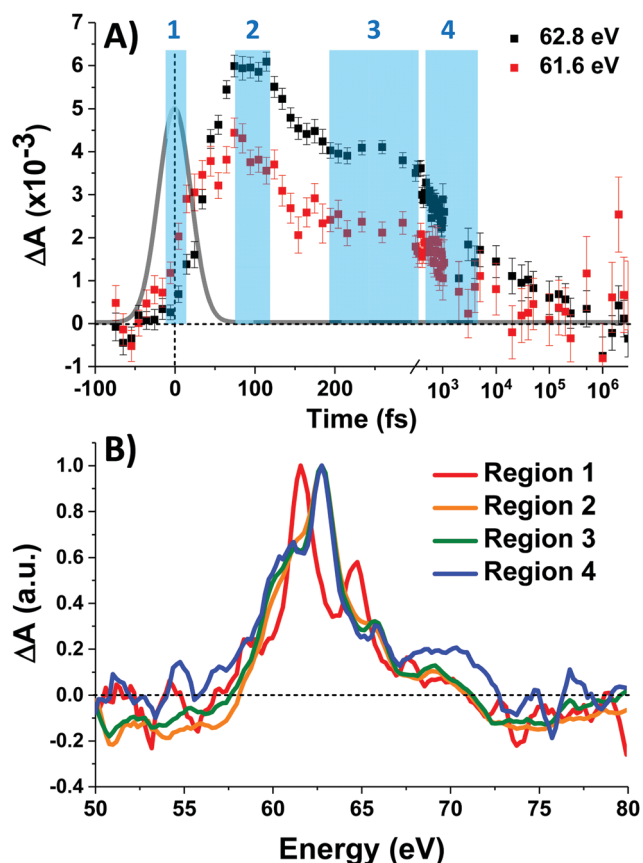 A)
1 2 3 4
62.8 eV
61.6 eV
ΔA (x10⁻³)
6
5
4
3
2
1
0
-1
-100 0 100 200 10³ 10⁴ 10⁵ 10⁶
Time (fs)
B)
Region 1
Region 2
Region 3
Region 4
ΔA (a.u.)
1.0
0.8
0.6
0.4
0.2
0.0
-0.2
-0.4
50 55 60 65 70 75 80
Energy (eV)